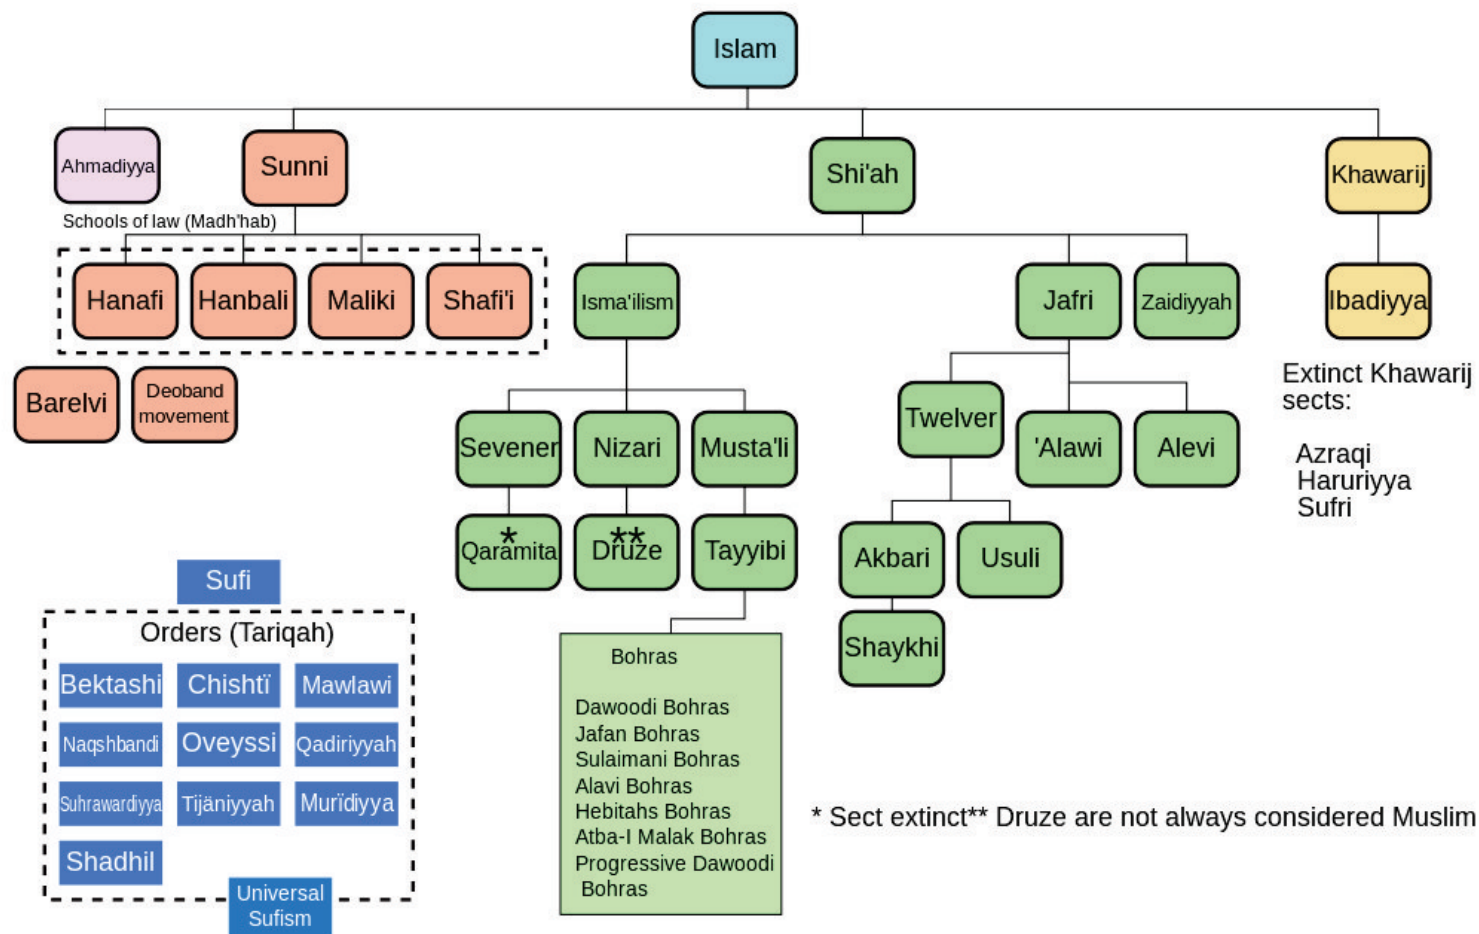 Islam
Ahmadiyya
Sunni
Shi'ah
Khawarij
Schools of law (Madh'hab)
Hanafi
Hanbali
Maliki
Shafi'i
Isma'ilism
Jafri
Zaidiyyah
Ibadiyya
Barelvi
Deoband
movement
Extinct Khawarij
sects:
Azraqi
Haruriyya
Sufri
Sevener
Nizari
Musta'li
Twelver
'Alawi
Alevi
*
Qaramita
**
Druze
Tayyibi
Akbari
Usuli
Shaykhi
Sufi
Orders (Tariqah)
Bektashi
Chishtï
Mawlawi
Naqshbandi
Oveyssi
Qadiriyyah
Suhrawardiyya
Tijäniyyah
Murïdiyya
Shadhil
Universal
Sufism
Bohras
Dawoodi Bohras
Jafan Bohras
Sulaimani Bohras
Alavi Bohras
Hebitahs Bohras
Atba-I Malak Bohras
Progressive Dawoodi
Bohras
* Sect extinct** Druze are not always considered Muslim